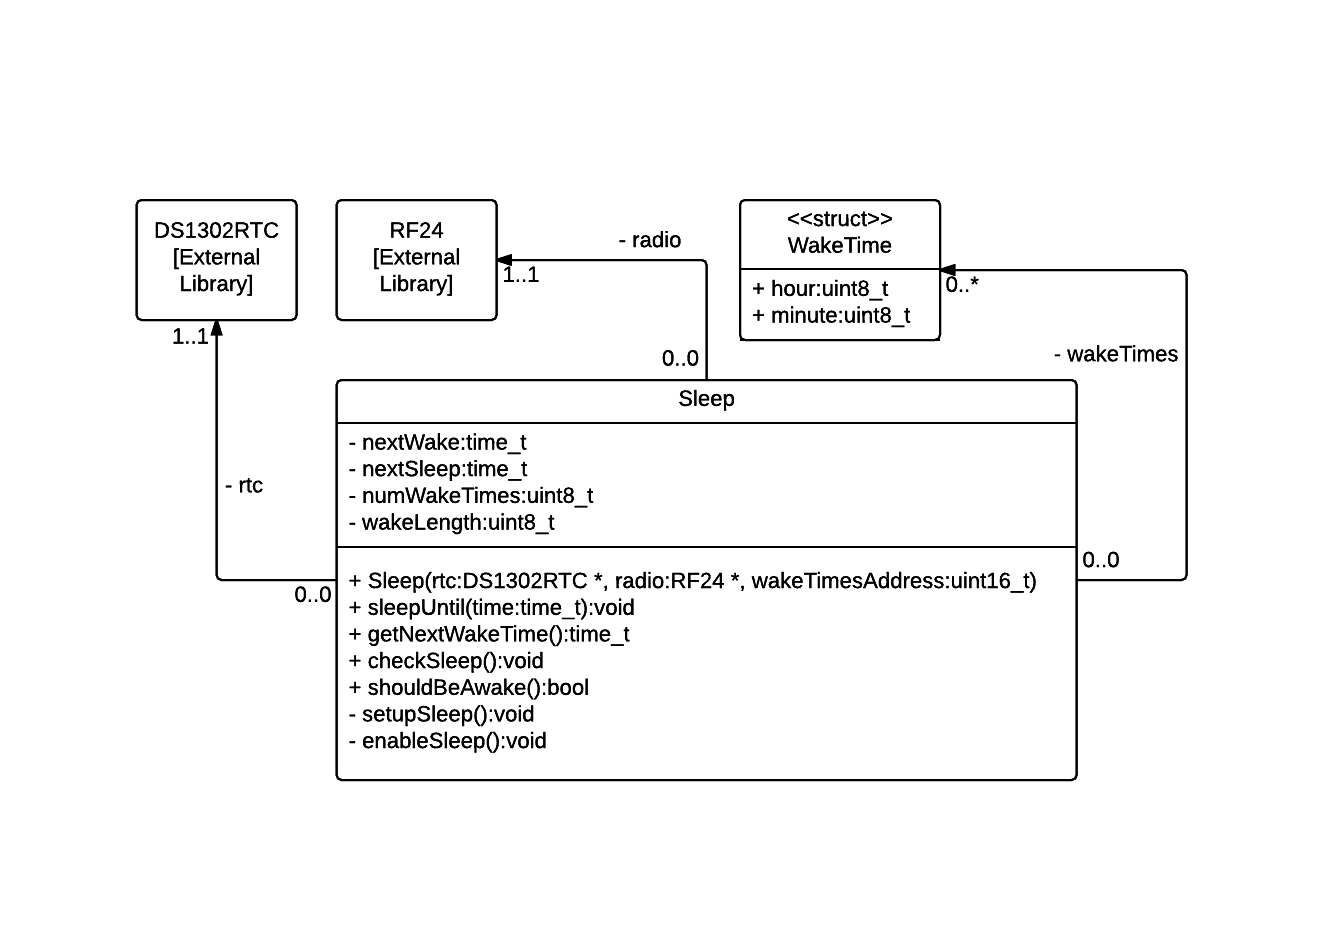 DS1302RTC
[External
Library]
RF24
[External
Library]
<<struct>>
WakeTime
+ hour:uint8_t
+ minute:uint8_t
- radio
1..1
0..*
1..1
0..0
- wakeTimes
- rtc
0..0
0..0
Sleep
- nextWake:time_t
- nextSleep:time_t
- numWakeTimes:uint8_t
- wakeLength:uint8_t
+ Sleep(rtc:DS1302RTC *, radio:RF24 *, wakeTimesAddress:uint16_t)
+ sleepUntil(time:time_t):void
+ getNextWakeTime():time_t
+ checkSleep():void
+ shouldBeAwake():bool
- setupSleep():void
- enableSleep():void